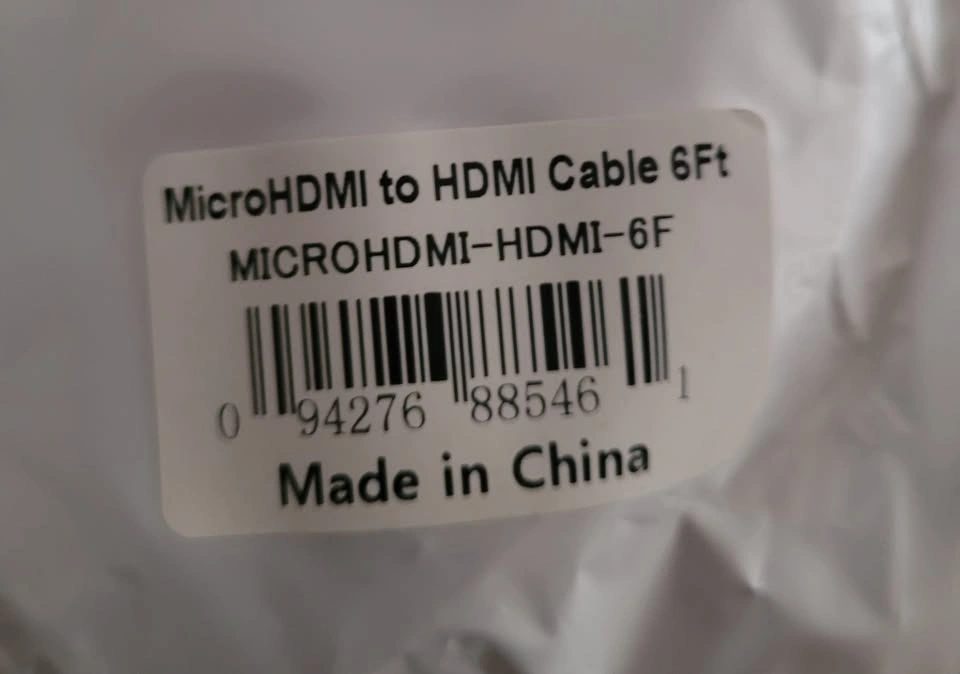 MicroHDMI to HDMI Cable 6Ft
MICROHDMI-HDMI-6F
0 94276 88546 1
Made in China